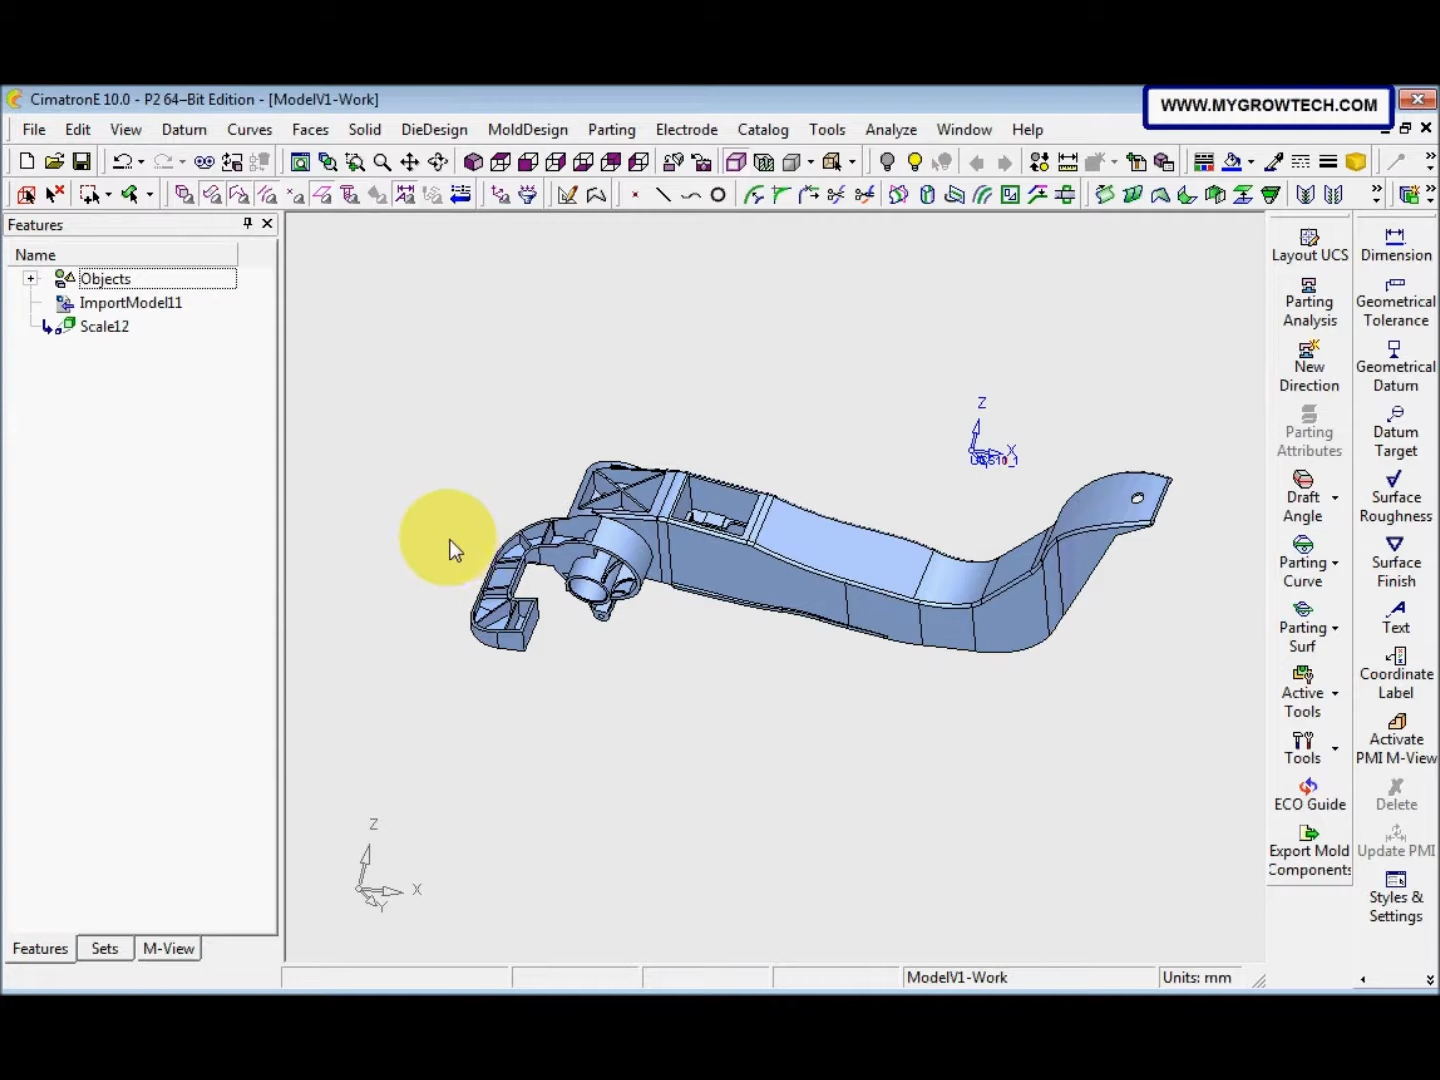 CimatronE 10.0 - P2 64–Bit Edition - [ModelV1-Work]
WWW.MYGROWTECH.COM
File Edit View Datum Curves Faces Solid DieDesign MoldDesign Parting Electrode Catalog Tools Analyze Window Help
Features
Name
Objects
ImportModel11
Scale12
Z
X
Z
X
Y
Layout UCS
Parting
Analysis
New
Direction
Parting
Attributes
Draft
Angle
Parting
Curve
Parting
Surf
Active
Tools
Tools
ECO Guide
Export Mold
Components
Dimension
Geometrical
Tolerance
Geometrical
Datum
Datum
Target
Surface
Roughness
Surface
Finish
Text
Coordinate
Label
Activate
PMI M-View
Delete
Update PMI
Styles &
Settings
Features Sets M-View
ModelV1-Work
Units: mm